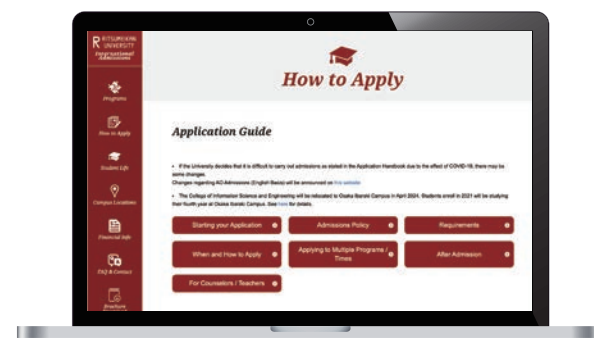 R RITSUMEIKAN
UNIVERSITY
International
Admissions
Programs
How to Apply
Student Life
Campus Locations
Financial Info
FAQ & Contact
Brochure
How to Apply
Application Guide
• If the University decides that it is difficult to carry out admissions as stated in the Application Handbook due to the effect of COVID-19, there may be
some changes.
Changes regarding AO Admissions (English Basis) will be announced on this website
• The College of Information Science and Engineering will be relocated to Osaka Ibaraki Campus in April 2024. Students enroll in 2021 will be studying
their fourth year at Osaka Ibaraki Campus. See here for details.
Starting your Application
Admissions Policy
Requirements
When and How to Apply
Applying to Multiple Programs /
Times
After Admission
For Counselors / Teachers